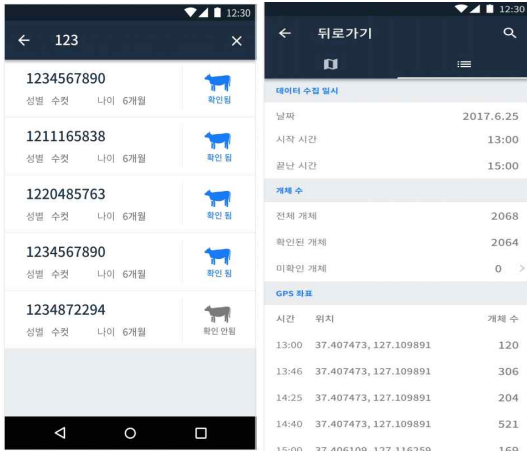 12:30
123
1234567890
확인됨
성별 수컷 나이 6개월
1211165838
확인 됨
성별 수컷 나이 6개월
1220485763
확인 됨
성별 수컷 나이 6개월
1234567890
확인 됨
성별 수컷 나이 6개월
1234872294
확인 안됨
성별 수컷 나이 6개월
12:30
뒤로가기
데이터 수집 일시
날짜 2017.6.25
시작 시간 13:00
끝난 시간 15:00
개체 수
전체 개체 2068
확인된 개체 2064
미확인 개체 0
GPS 좌표
시간 위치 개체 수
13:00 37.407473, 127.109891 120
13:46 37.407473, 127.109891 306
14:25 37.407473, 127.109891 204
14:40 37.407473, 127.109891 521
15:00 37.406109, 127.116259 169